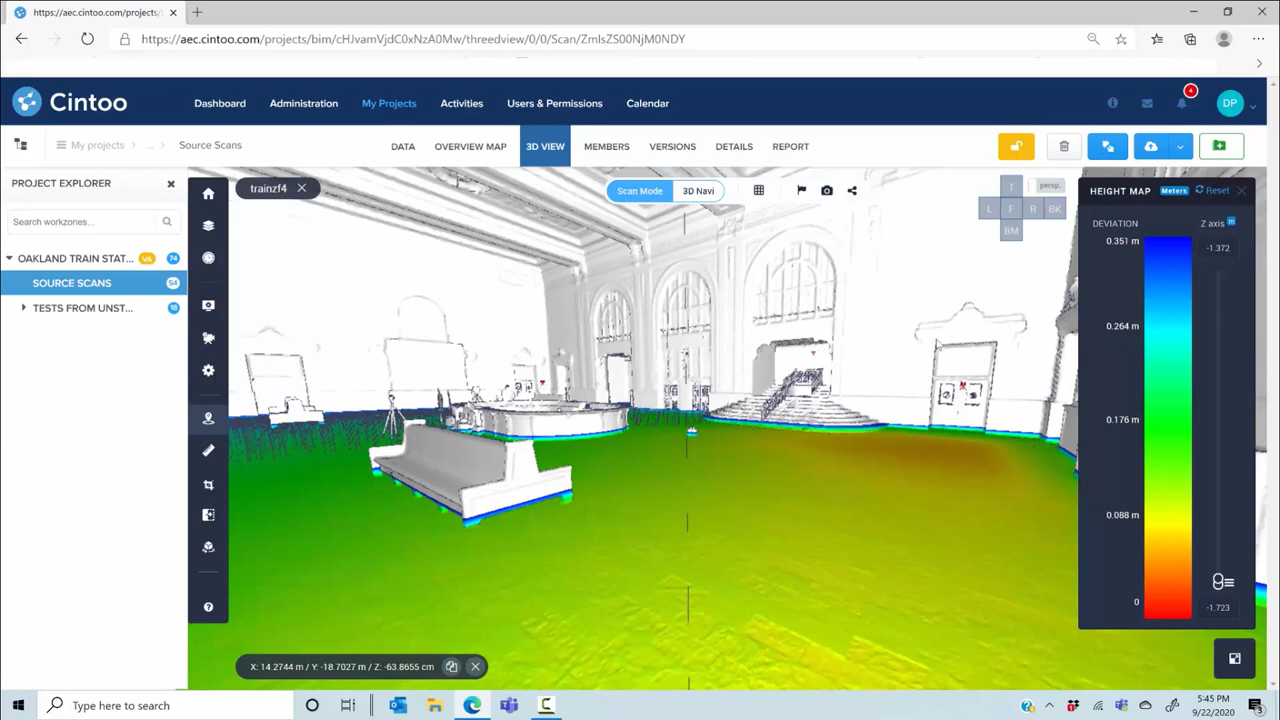 https://aec.cintoo.com/projects/
https://aec.cintoo.com/projects/bim/cHJvamVjdC0xNzA0Mw/threedview/0/0/Scan/ZmlsZS00NjM0NDY
Cintoo
Dashboard
Administration
My Projects
Activities
Users & Permissions
Calendar
4
DP
My projects
...
Source Scans
DATA
OVERVIEW MAP
3D VIEW
MEMBERS
VERSIONS
DETAILS
REPORT
PROJECT EXPLORER
trainzf4
Scan Mode
3D Navi
T
persp.
L
F
R
BK
BM
HEIGHT MAP
Meters
Reset
Search workzones...
DEVIATION
Z axis
0.351 m
-1.372
OAKLAND TRAIN STAT...
VA
74
SOURCE SCANS
54
TESTS FROM UNST...
18
0.264 m
0.176 m
0.088 m
0
-1.723
X: 14.2744 m / Y: -18.7027 m / Z: -63.8655 cm
Type here to search
5:45 PM
9/22/2020
3